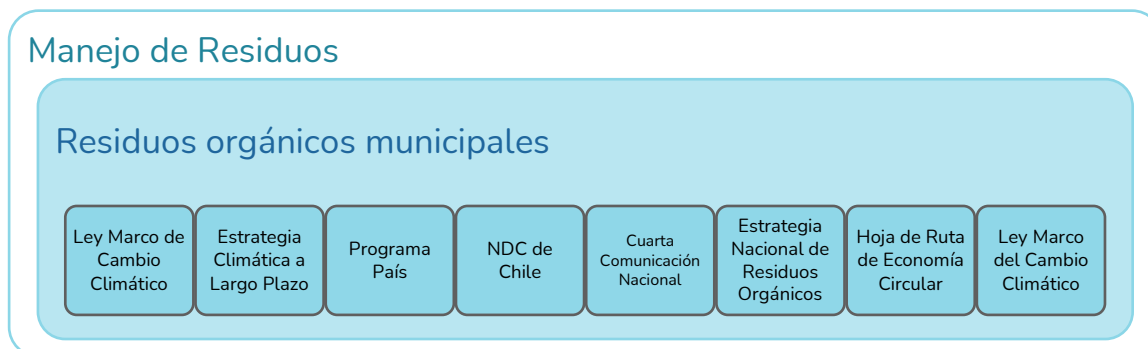 Manejo de Residuos
Residuos orgánicos municipales
Ley Marco de
Cambio
Climático
Estrategia
Climática a
Largo Plazo
Programa
País
NDC de
Chile
Cuarta
Comunicación
Nacional
Estrategia
Nacional de
Residuos
Orgánicos
Hoja de Ruta
de Economía
Circular
Ley Marco
del Cambio
Climático